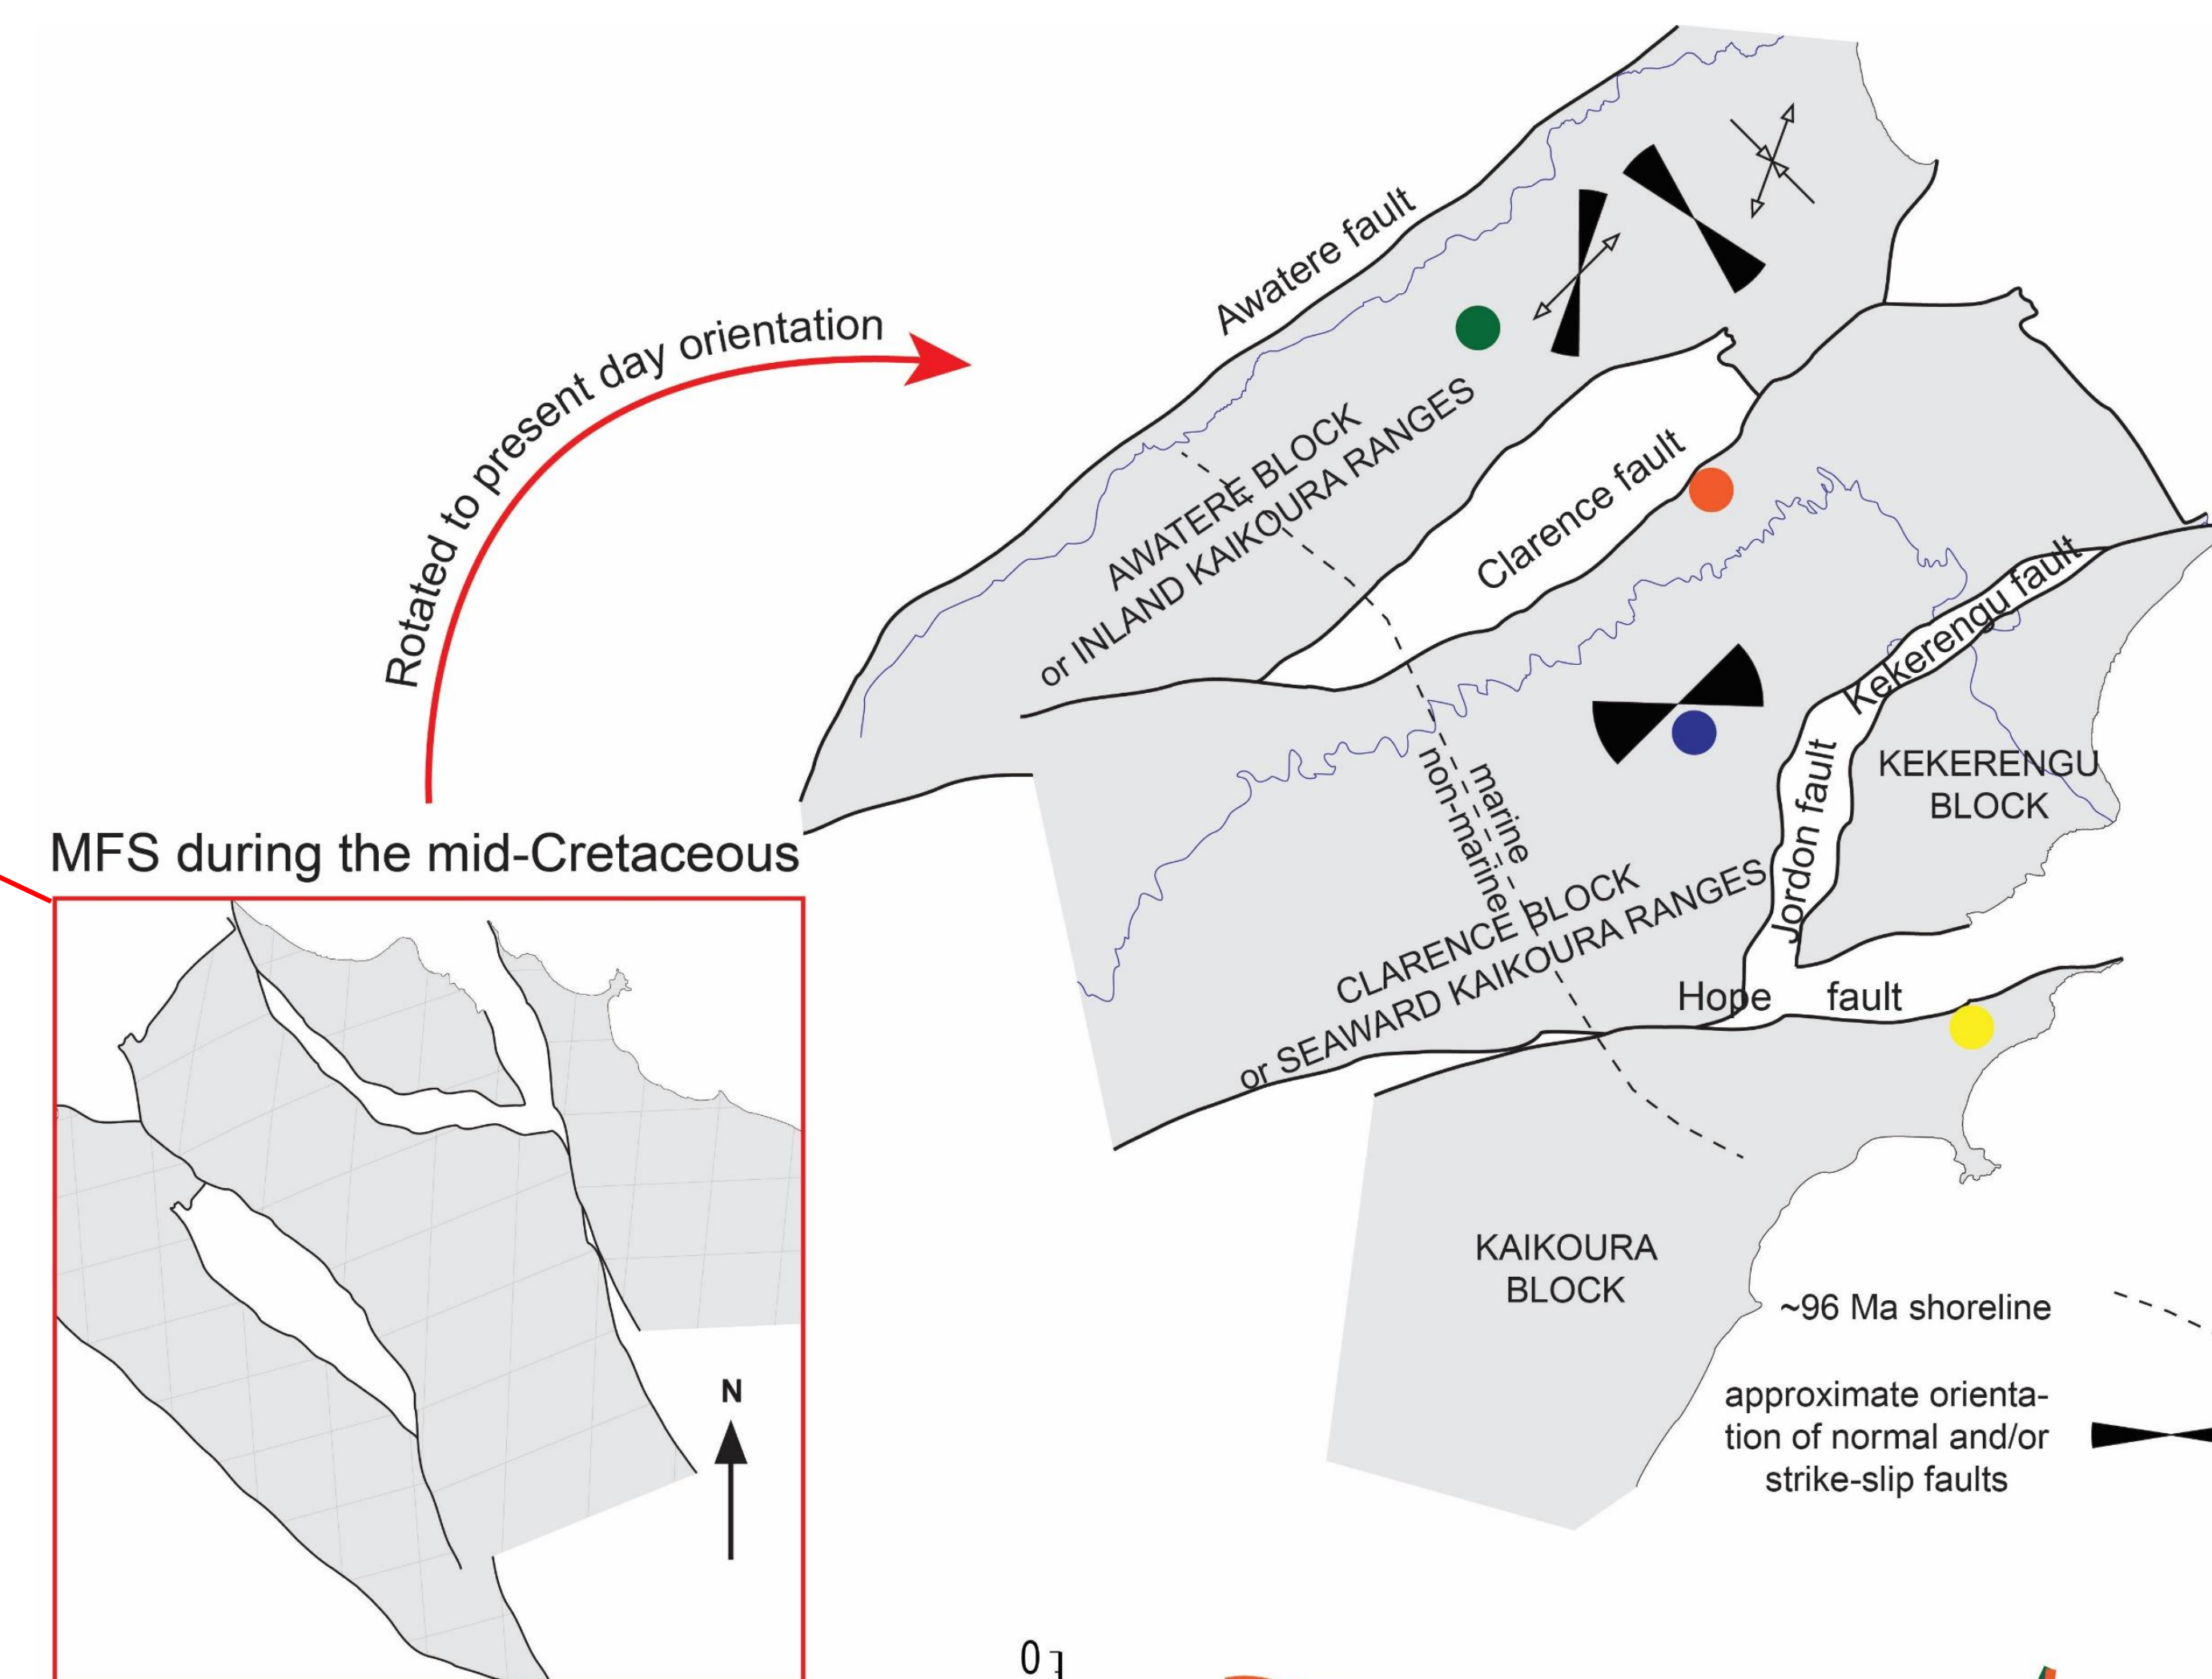 Rotated to present day orientation
Awatere fault
AWATERE BLOCK
or INLAND KAIKOURA RANGES
Clarence fault
Kekerengu fault
Jordon fault
KEKERENGU
BLOCK
marine
non-marine
CLARENCE BLOCK
or SEAWARD KAIKOURA RANGES
Hope fault
KAIKOURA
BLOCK
~96 Ma shoreline
approximate orienta-
tion of normal and/or
strike-slip faults
MFS during the mid-Cretaceous
N
0